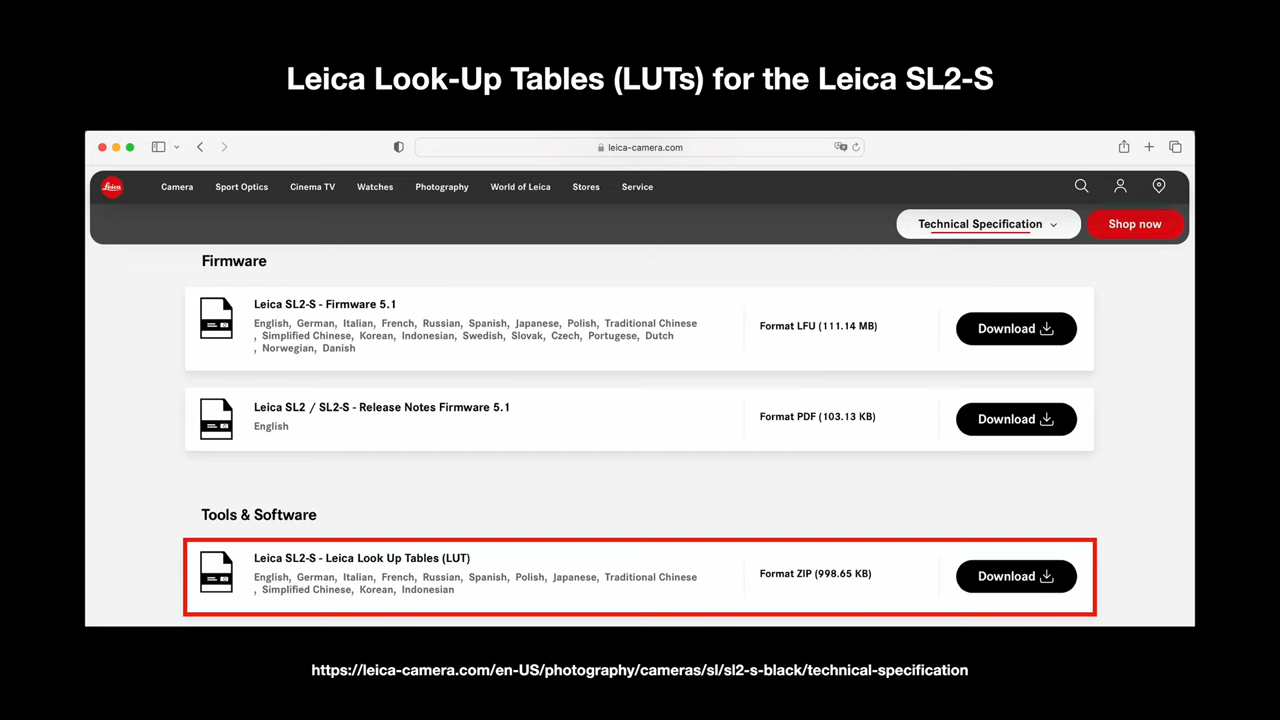 Leica Look-Up Tables (LUTs) for the Leica SL2-S
leica-camera.com
Leica
Camera Sport Optics Cinema TV Watches Photography World of Leica Stores Service
Technical Specification
Shop now
Firmware
Leica SL2-S - Firmware 5.1
English, German, Italian, French, Russian, Spanish, Japanese, Polish, Traditional Chinese
, Simplified Chinese, Korean, Indonesian, Swedish, Slovak, Czech, Portugese, Dutch
, Norwegian, Danish
Format LFU (111.14 MB)
Download
Leica SL2 / SL2-S - Release Notes Firmware 5.1
English
Format PDF (103.13 KB)
Download
Tools & Software
Leica SL2-S - Leica Look Up Tables (LUT)
English, German, Italian, French, Russian, Spanish, Polish, Japanese, Traditional Chinese
, Simplified Chinese, Korean, Indonesian
Format ZIP (998.65 KB)
Download
https://leica-camera.com/en-US/photography/cameras/sl/sl2-s-black/technical-specification